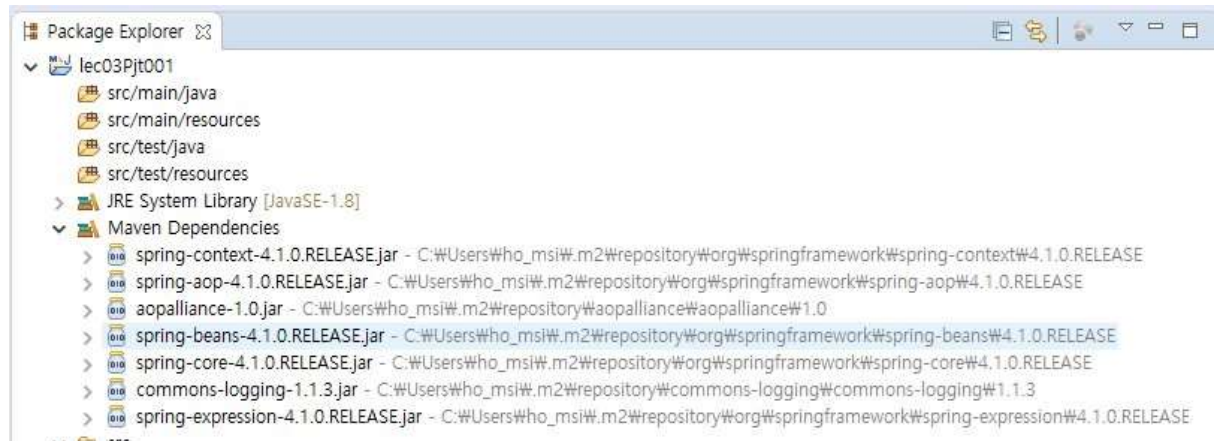 Package Explorer
lec03Pjt001
src/main/java
src/main/resources
src/test/java
src/test/resources
JRE System Library [JavaSE-1.8]
Maven Dependencies
spring-context-4.1.0.RELEASE.jar - C:₩Users₩ho_msi₩.m2₩repository₩org₩springframework₩spring-context₩4.1.0.RELEASE
spring-aop-4.1.0.RELEASE.jar - C:₩Users₩ho_msi₩.m2₩repository₩org₩springframework₩spring-aop₩4.1.0.RELEASE
aopalliance-1.0.jar - C:₩Users₩ho_msi₩.m2₩repository₩aopalliance₩aopalliance₩1.0
spring-beans-4.1.0.RELEASE.jar - C:₩Users₩ho_msi₩.m2₩repository₩org₩springframework₩spring-beans₩4.1.0.RELEASE
spring-core-4.1.0.RELEASE.jar - C:₩Users₩ho_msi₩.m2₩repository₩org₩springframework₩spring-core₩4.1.0.RELEASE
commons-logging-1.1.3.jar - C:₩Users₩ho_msi₩.m2₩repository₩commons-logging₩commons-logging₩1.1.3
spring-expression-4.1.0.RELEASE.jar - C:₩Users₩ho_msi₩.m2₩repository₩org₩springframework₩spring-expression₩4.1.0.RELEASE